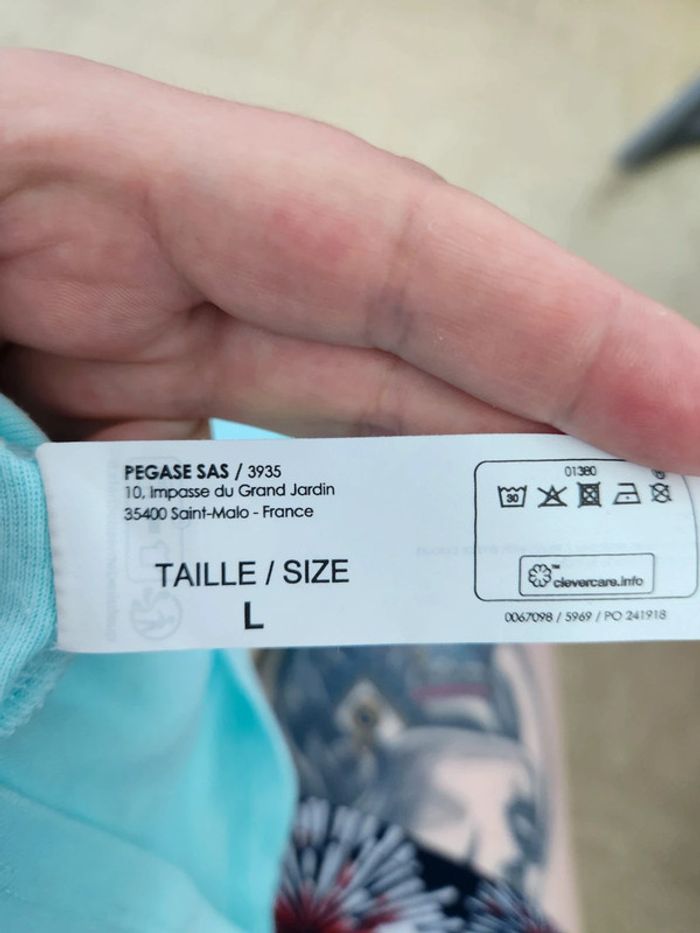 PEGASE SAS / 3935
10, Impasse du Grand Jardin
35400 Saint-Malo - France
TAILLE / SIZE
L
01380
30
clevercare.info
TM
0067098 / 5969 / PO 241918